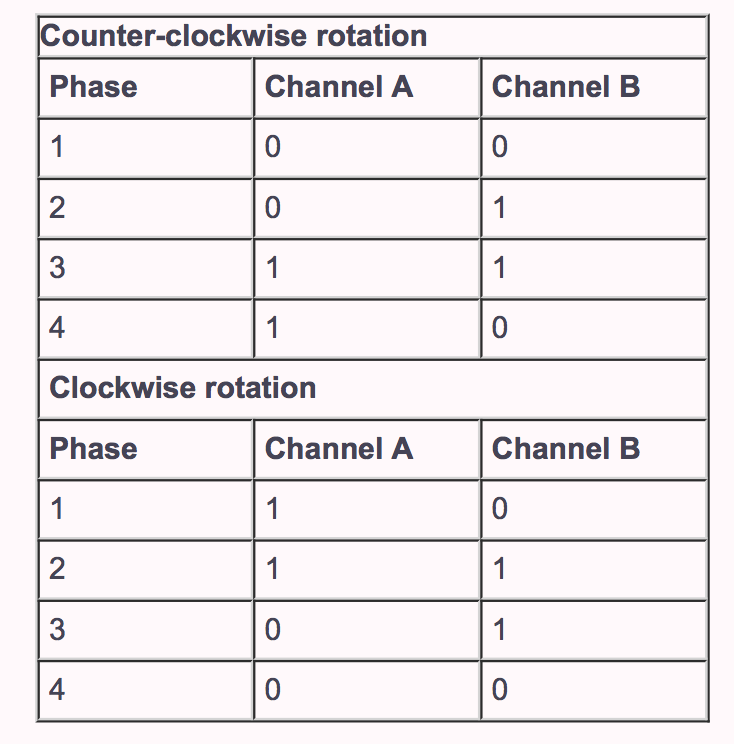 Counter-clockwise rotation
Phase Channel A Channel B
1 0 0
2 0 1
3 1 1
4 1 0
Clockwise rotation
Phase Channel A Channel B
1 1 0
2 1 1
3 0 1
4 0 0